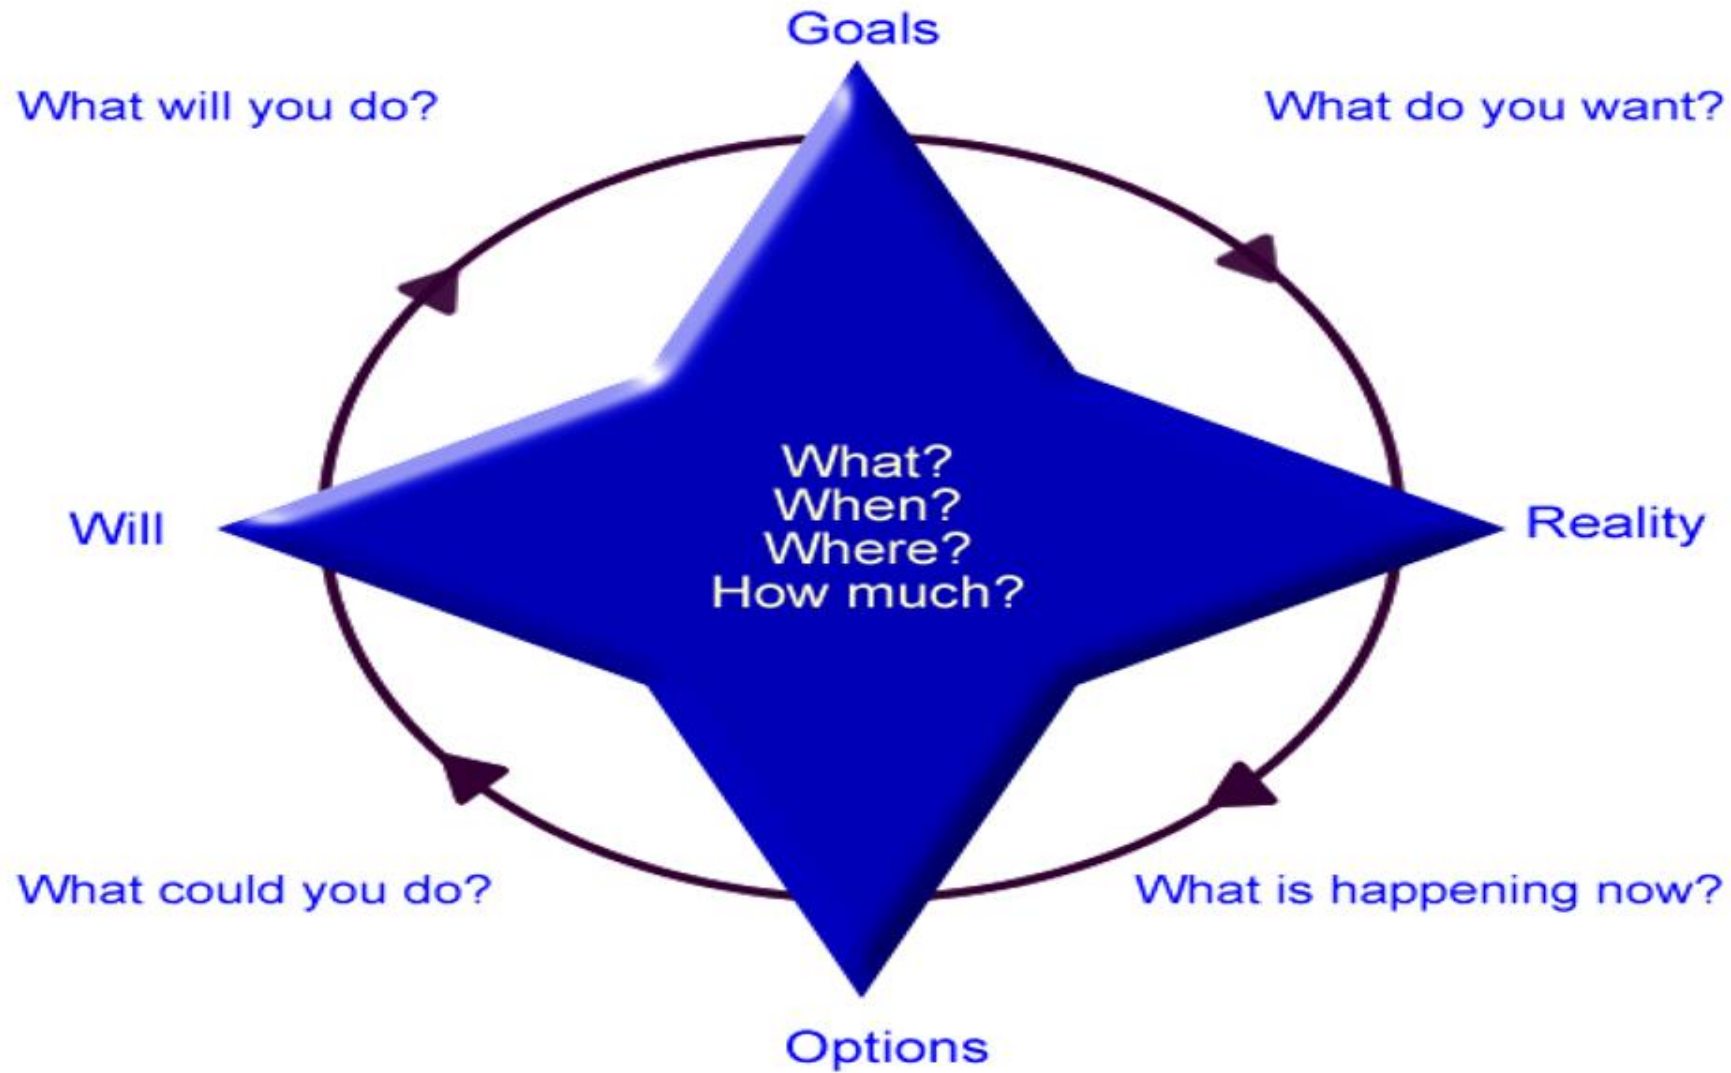 Goals
What will you do?
What do you want?
What?
When?
Where?
How much?
Will
Reality
What could you do?
What is happening now?
Options